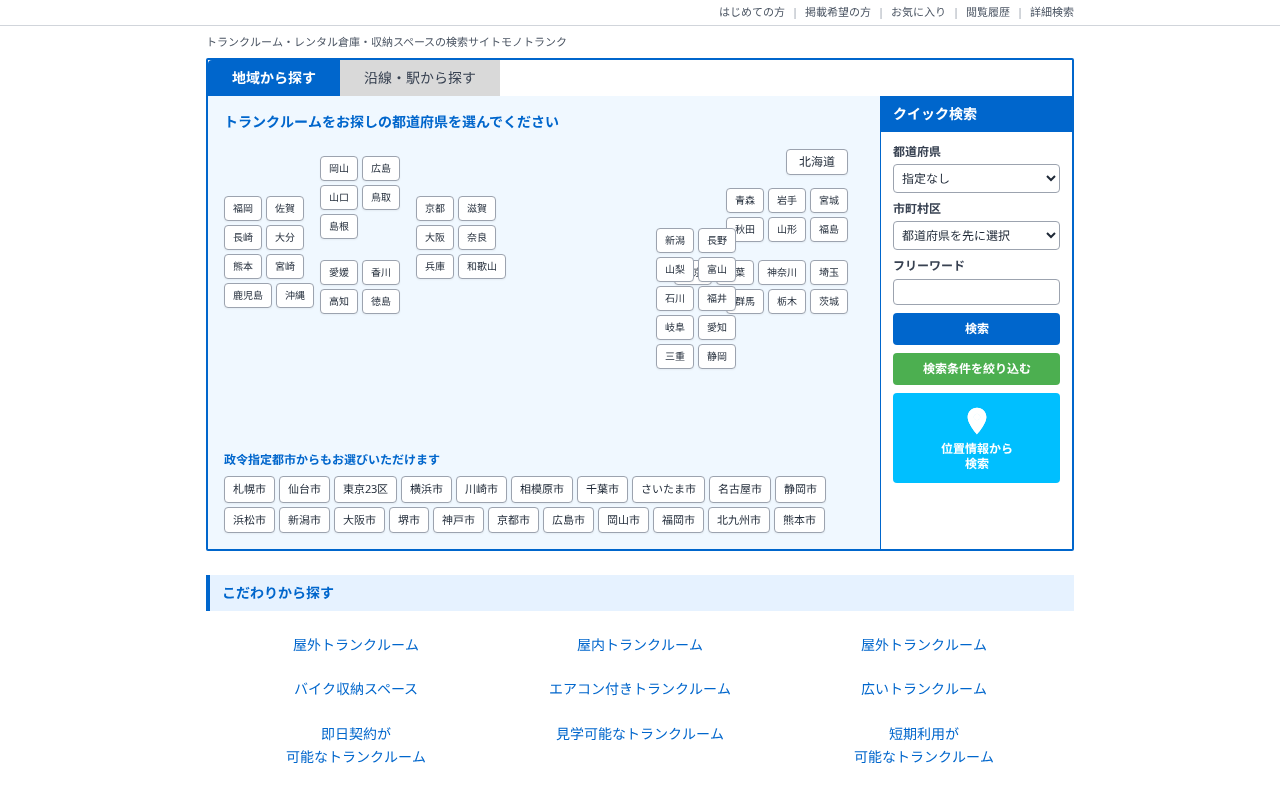 はじめての方 | 掲載希望の方 | お気に入り | 閲覧履歴 | 詳細検索
トランクルーム・レンタル倉庫・収納スペースの検索サイトモノトランク
地域から探す
沿線・駅から探す
トランクルームをお探しの都道府県を選んでください
北海道
青森 岩手 宮城
秋田 山形 福島
葉 神奈川 埼玉
群馬 栃木 茨城
新潟 長野
山梨 富山
石川 福井
岐阜 愛知
三重 静岡
京都 滋賀
大阪 奈良
兵庫 和歌山
岡山 広島
山口 鳥取
島根
愛媛 香川
高知 徳島
福岡 佐賀
長崎 大分
熊本 宮崎
鹿児島 沖縄
政令指定都市からもお選びいただけます
札幌市 仙台市 東京23区 横浜市 川崎市 相模原市 千葉市 さいたま市 名古屋市 静岡市
浜松市 新潟市 大阪市 堺市 神戸市 京都市 広島市 岡山市 福岡市 北九州市 熊本市
クイック検索
都道府県
指定なし
市町村区
都道府県を先に選択
フリーワード
検索
検索条件を絞り込む
位置情報から
検索
こだわりから探す
屋外トランクルーム
屋内トランクルーム
屋外トランクルーム
バイク収納スペース
エアコン付きトランクルーム
広いトランクルーム
即日契約が
可能なトランクルーム
見学可能なトランクルーム
短期利用が
可能なトランクルーム